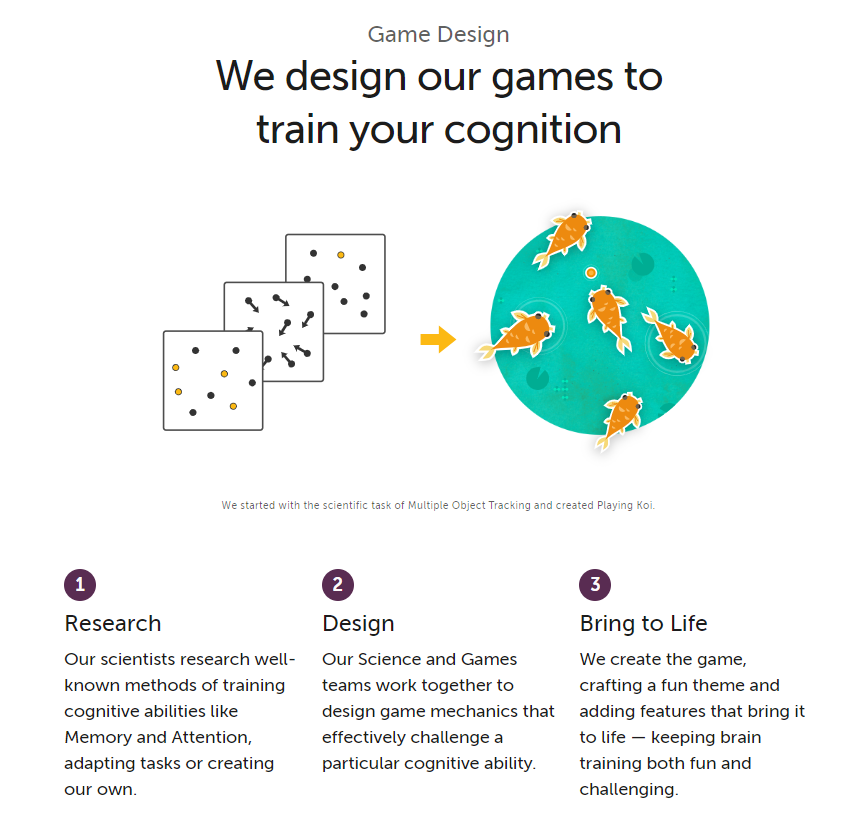 Game Design
We design our games to
train your cognition
We started with the scientific task of Multiple Object Tracking and created Playing Koi.
1
Research
Our scientists research well-
known methods of training
cognitive abilities like
Memory and Attention,
adapting tasks or creating
our own.
2
Design
Our Science and Games
teams work together to
design game mechanics that
effectively challenge a
particular cognitive ability.
3
Bring to Life
We create the game,
crafting a fun theme and
adding features that bring it
to life — keeping brain
training both fun and
challenging.